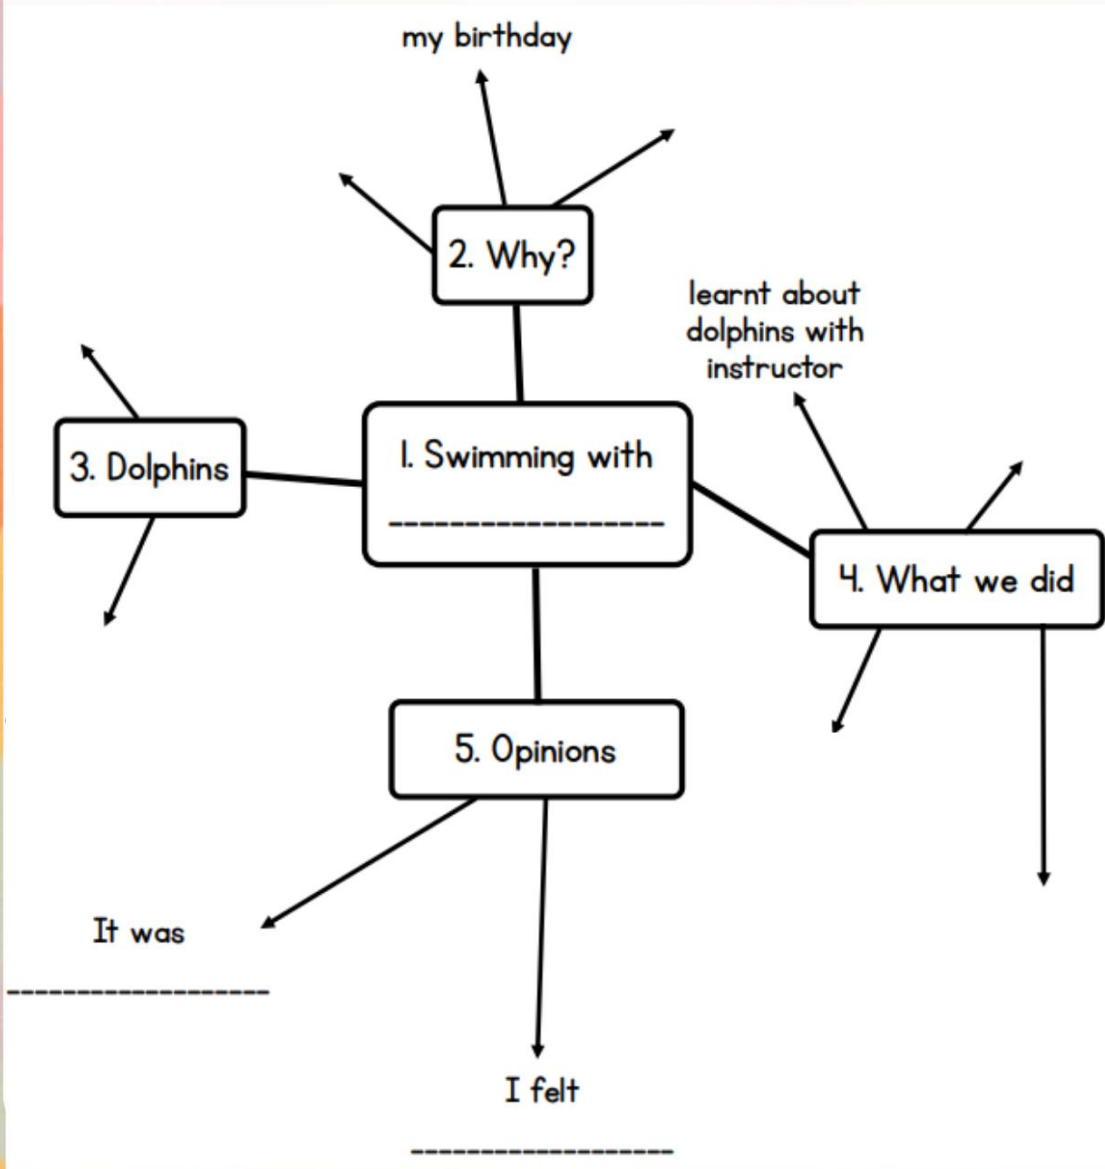 my birthday
2. Why?
learnt about
dolphins with
instructor
3. Dolphins
1. Swimming with
------------------
4. What we did
5. Opinions
It was
-------------------
I felt
-------------------